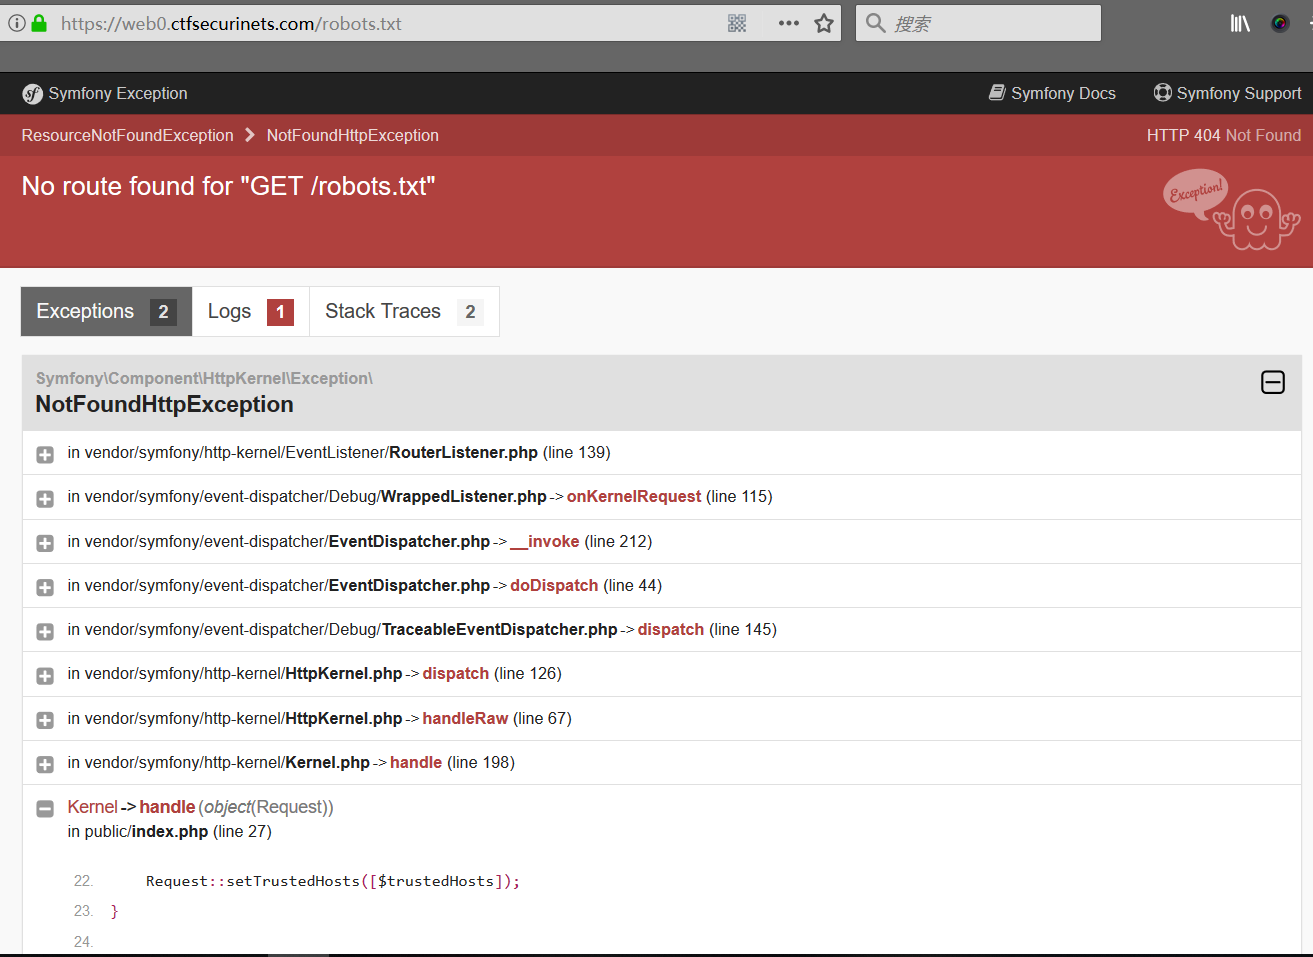 https://web0.ctfsecurinets.com/robots.txt
搜索
sf Symfony Exception
Symfony Docs
Symfony Support
ResourceNotFoundException NotFoundHttpException
HTTP 404 Not Found
No route found for "GET /robots.txt"
Exception!
Exceptions 2
Logs 1
Stack Traces 2
Symfony\Component\HttpKernel\Exception\
NotFoundHttpException
in vendor/symfony/http-kernel/EventListener/RouterListener.php (line 139)
in vendor/symfony/event-dispatcher/Debug/WrappedListener.php->onKernelRequest (line 115)
in vendor/symfony/event-dispatcher/EventDispatcher.php->__invoke (line 212)
in vendor/symfony/event-dispatcher/EventDispatcher.php->doDispatch (line 44)
in vendor/symfony/event-dispatcher/Debug/TraceableEventDispatcher.php->dispatch (line 145)
in vendor/symfony/http-kernel/HttpKernel.php->dispatch (line 126)
in vendor/symfony/http-kernel/HttpKernel.php->handleRaw (line 67)
in vendor/symfony/http-kernel/Kernel.php->handle (line 198)
Kernel->handle(object(Request))
in public/index.php (line 27)
22. Request::setTrustedHosts([$trustedHosts]);
23. }
24.